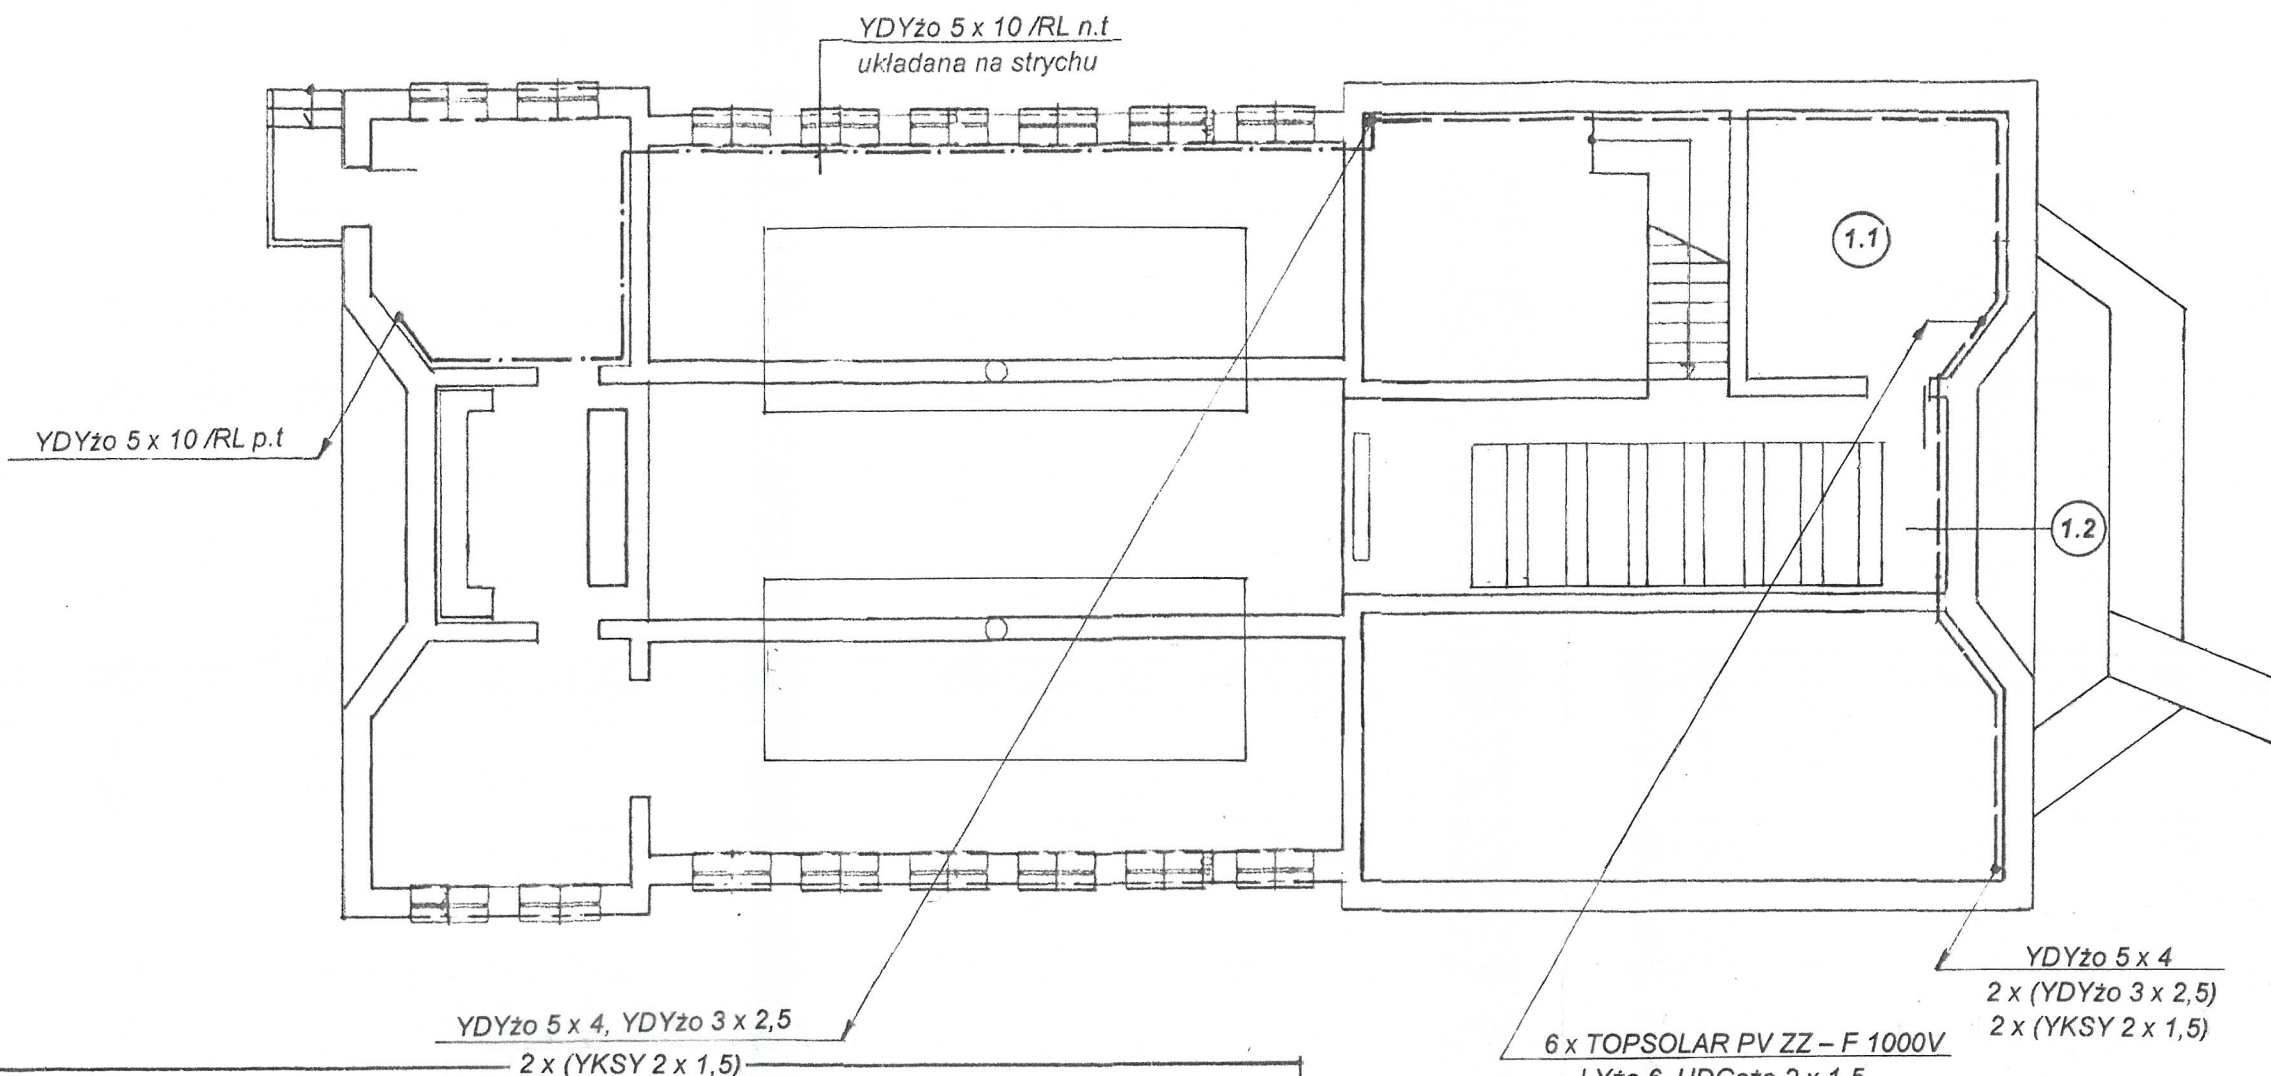 YDYżo 5 x 10 /RL n.t
układana na strychu
1.1
YDYżo 5 x 10 /RL p.t
1.2
YDYżo 5 x 4
2 x (YDYżo 3 x 2,5)
2 x (YKSY 2 x 1,5)
YDYżo 5 x 4, YDYżo 3 x 2,5
2 x (YKSY 2 x 1,5)
6 x TOPSOLAR PV ZZ – F 1000V